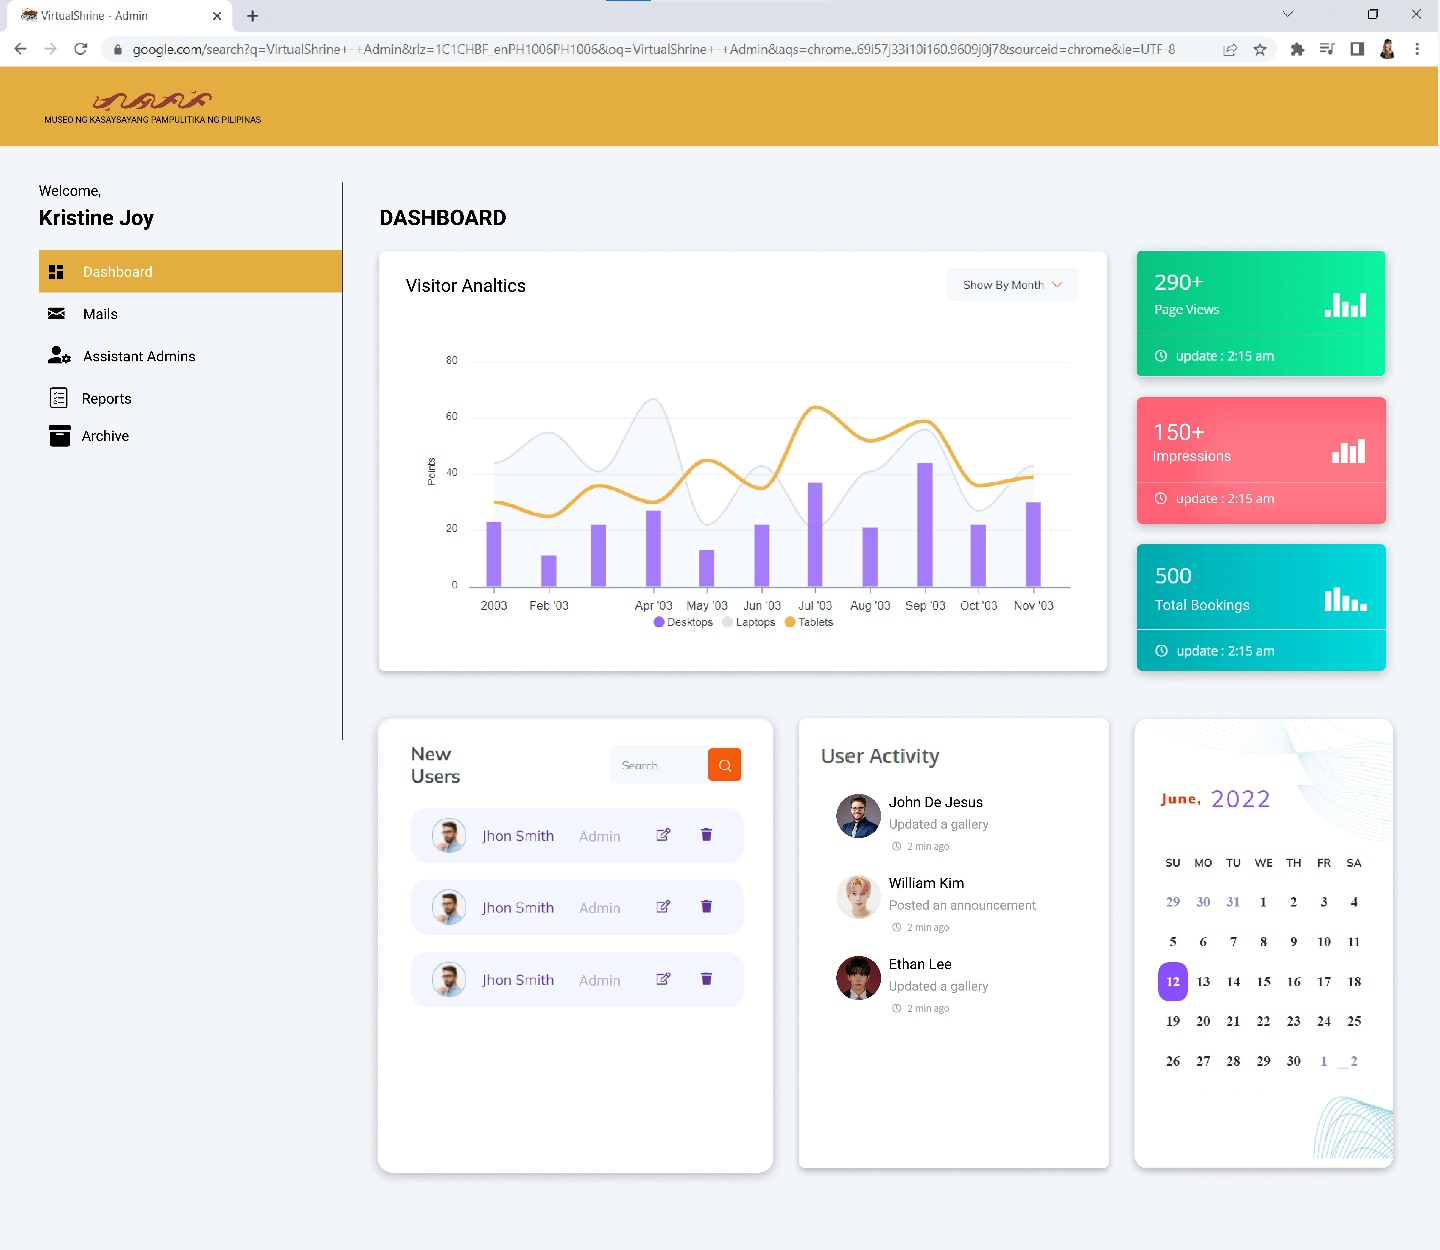 VirtualShrine - Admin
google.com/search?q=VirtualShrine+-+Admin&rlz=1C1CHBF_enPH1006PH1006&oq=VirtualShrine+-+Admin&aqs=chrome..69i57j33i10i160.9609j0j7&sourceid=chrome&ie=UTF-8
MUSEO NG KASAYSAYANG PAMPULITIKA NG PILIPINAS
Welcome,
Kristine Joy
Dashboard
Mails
Assistant Admins
Reports
Archive
DASHBOARD
Visitor Analtics
Show By Month
80
60
40
20
0
Points
2003 Feb '03 Apr '03 May '03 Jun '03 Jul '03 Aug '03 Sep '03 Oct '03 Nov '03
Desktops Laptops Tablets
290+
Page Views
update : 2:15 am
150+
Impressions
update : 2:15 am
500
Total Bookings
update : 2:15 am
New
Users
Search
Jhon Smith Admin
Jhon Smith Admin
Jhon Smith Admin
User Activity
John De Jesus
Updated a gallery
2 min ago
William Kim
Posted an announcement
2 min ago
Ethan Lee
Updated a gallery
2 min ago
June, 2022
SU MO TU WE TH FR SA
29 30 31 1 2 3 4
5 6 7 8 9 10 11
12 13 14 15 16 17 18
19 20 21 22 23 24 25
26 27 28 29 30 1 2